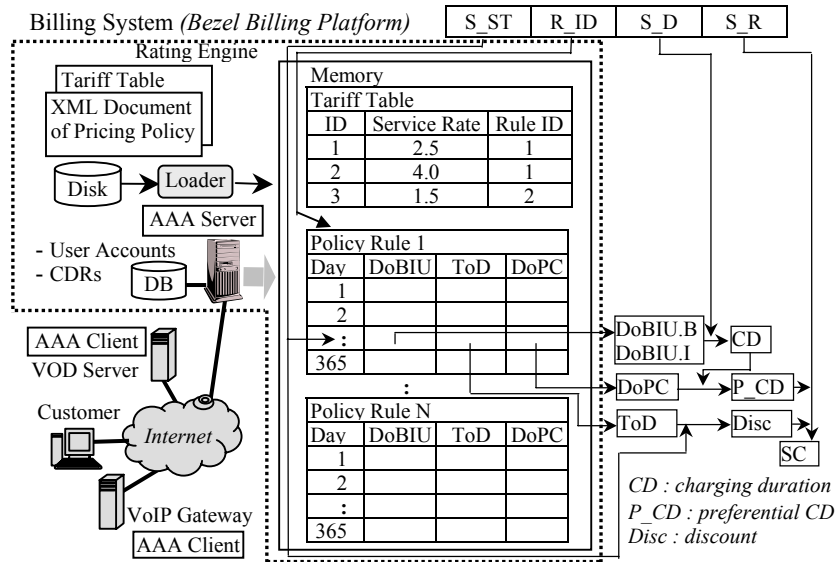 Billing System (Bezel Billing Platform)
S_ST R_ID S_D S_R
Rating Engine
Tariff Table
XML Document
of Pricing Policy
Disk
Loader
AAA Server
- User Accounts
- CDRs
DB
Memory
Tariff Table
ID Service Rate Rule ID
1 2.5 1
2 4.0 1
3 1.5 2
Policy Rule 1
Day DoBIU ToD DoPC
1
2
:
365
:
Policy Rule N
Day DoBIU ToD DoPC
1
2
:
365
AAA Client
VOD Server
Customer
Internet
VoIP Gateway
AAA Client
DoBIU.B
DoBIU.I
CD
DoPC
P_CD
ToD
Disc
SC
CD : charging duration
P_CD : preferential CD
Disc : discount